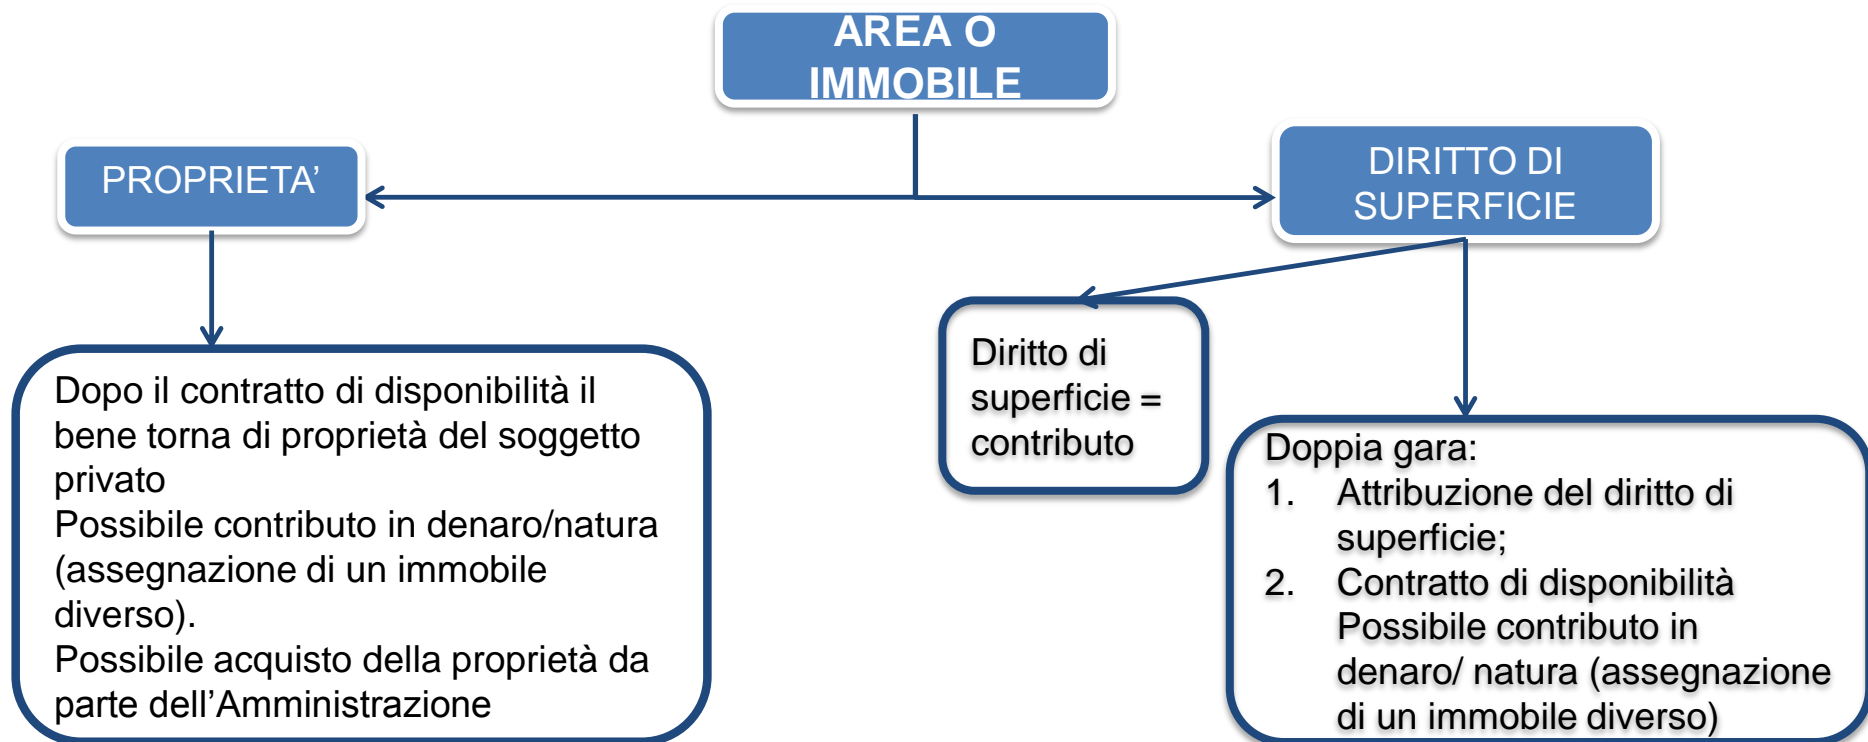 AREA O
IMMOBILE
PROPRIETA’
DIRITTO DI
SUPERFICIE
Dopo il contratto di disponibilità il
bene torna di proprietà del soggetto
privato
Possibile contributo in denaro/natura
(assegnazione di un immobile
diverso).
Possibile acquisto della proprietà da
parte dell’Amministrazione
Diritto di
superficie =
contributo
Doppia gara:
1. Attribuzione del diritto di
superficie;
2. Contratto di disponibilità
Possibile contributo in
denaro/ natura (assegnazione
di un immobile diverso)